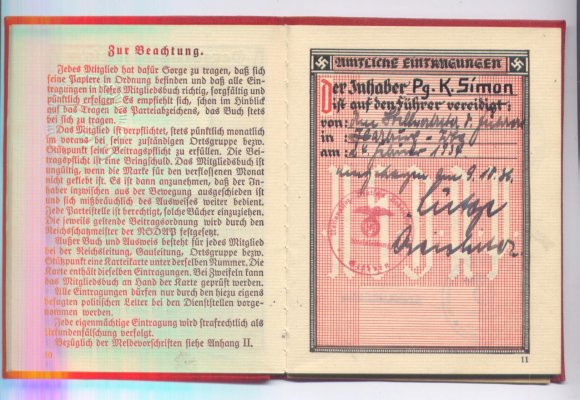 Zur Beachtung.
Jedes Mitglied hat dafür Sorge zu tragen, daß sich
seine Papiere in Ordnung befinden und daß alle Ein-
tragungen in dieses Mitgliedsbuch richtig, sorgfältig und
pünktlich erfolgen. Es empfiehlt sich, schon im Hinblick
auf das Tragen des Parteiabzeichens, das Buch stets
bei sich zu tragen.
Das Mitglied ist verpflichtet, stets pünktlich monatlich
im voraus bei seiner zuständigen Ortsgruppe bezw.
Stützpunkt seine Beitragspflicht zu erfüllen. Die Bei-
tragspflicht ist eine Bringschuld. Das Mitgliedsbuch ist
ungültig, wenn die Marke für den verflossenen Monat
nicht geklebt ist. Es ist dann anzunehmen, daß der In-
haber inzwischen aus der Bewegung ausgeschieden ist
und sich mißbräuchlich des Ausweises weiter bedient.
Jede Parteistelle ist berechtigt, solche Bücher einzuziehen.
Die jeweils geltende Beitragsordnung wird durch den
Reichsschatzmeister der NSDAP festgesetzt.
Außer Buch und Ausweis besteht für jedes Mitglied
bei der Reichsleitung, Gauleitung, Ortsgruppe bezw.
Stützpunkt eine Karteikarte unter derselben Nummer. Die
Karte enthält dieselben Eintragungen. Bei Zweifeln kann
das Mitgliedsbuch an Hand der Karte geprüft werden.
Alle Eintragungen dürfen nur durch den hiezu eigens
befugten politischen Leiter bei den Dienststellen vorge-
nommen werden.
Jede eigenmächtige Eintragung wird strafrechtlich als
Urkundenfälschung verfolgt.
Bezüglich der Meldevorschriften siehe Anhang II.
10
AMTLICHE EINTRAGUNGEN
Der Inhaber Pg. K. Simon
ist auf den Führer vereidigt:
von:
in: Harburg
am: 1934
den 9.10.36.
11